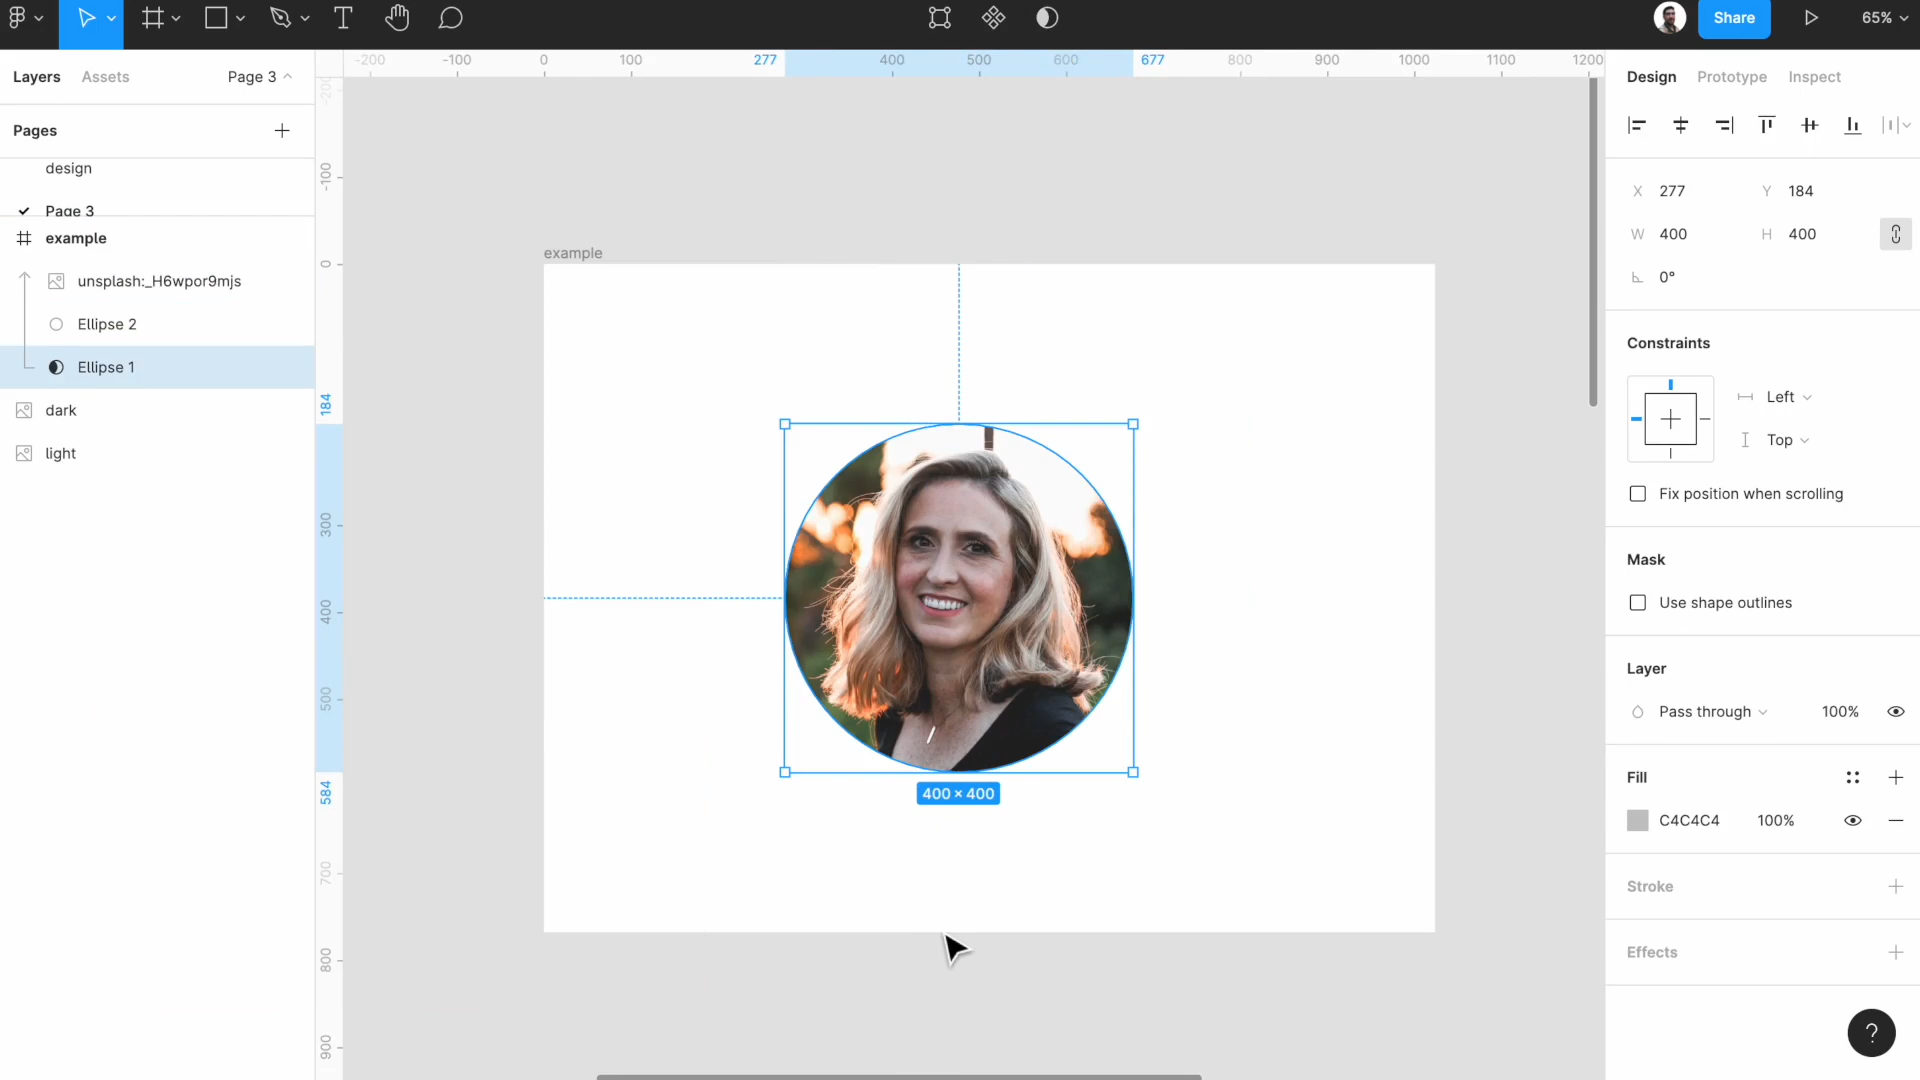 Share
65%
Layers
Assets
Page 3
Pages
design
Page 3
example
unsplash:_H6wpor9mjs
Ellipse 2
Ellipse 1
dark
light
-200
-100
0
100
277
400
500
600
677
800
900
1000
1100
1200
-200
-100
0
184
300
400
500
584
700
800
900
example
400 × 400
Design
Prototype
Inspect
X 277
Y 184
W 400
H 400
0°
Constraints
Left
Top
Fix position when scrolling
Mask
Use shape outlines
Layer
Pass through
100%
Fill
C4C4C4
100%
Stroke
Effects
?